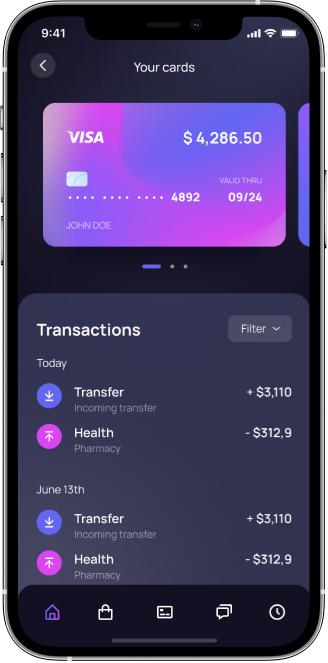 9:41
Your cards
VISA
$ 4,286.50
VALID THRU
•••• •••• •••• 4892
09/24
JOHN DOE
Transactions
Filter
Today
Transfer
+ $3,110
Incoming transfer
Health
- $312,9
Pharmacy
June 13th
Transfer
+ $3,110
Incoming transfer
Health
- $312,9
Pharmacy